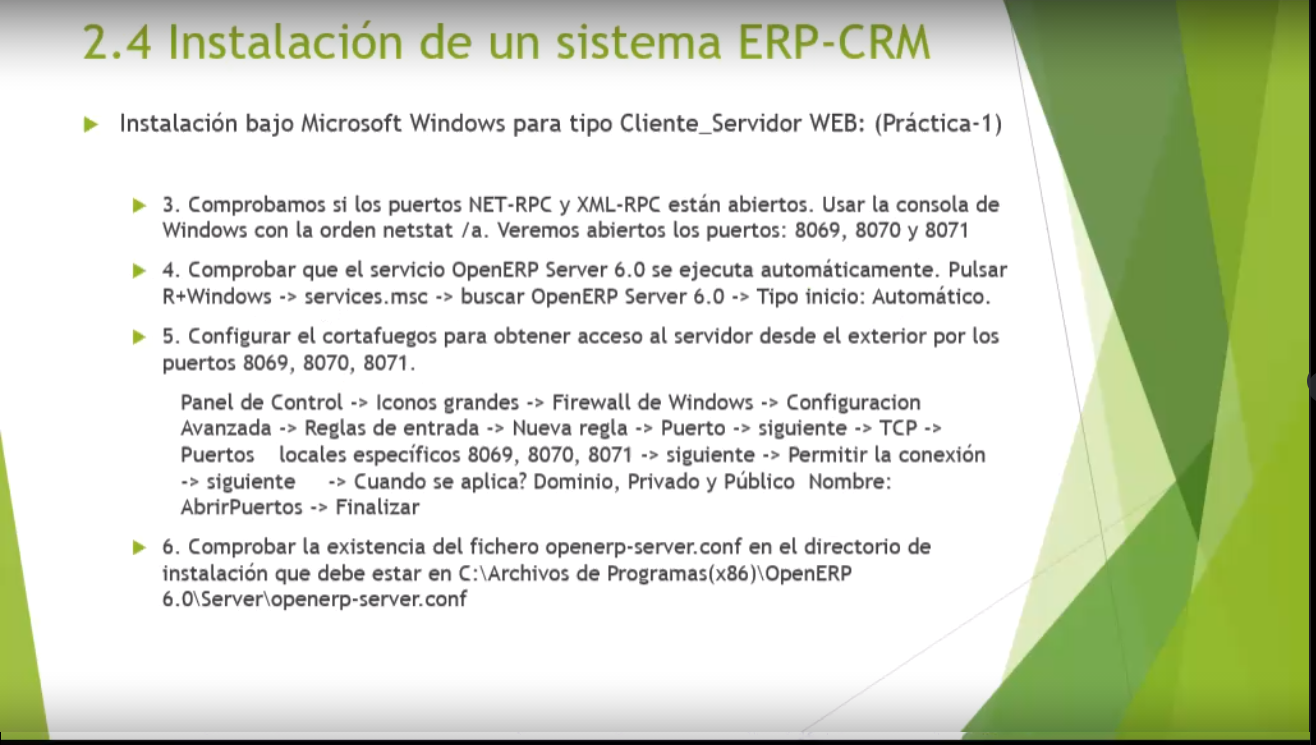 2.4 Instalación de un sistema ERP-CRM
Instalación bajo Microsoft Windows para tipo Cliente_Servidor WEB: (Práctica-1)
3. Comprobamos si los puertos NET-RPC y XML-RPC están abiertos. Usar la consola de
Windows con la orden netstat /a. Veremos abiertos los puertos: 8069, 8070 y 8071
4. Comprobar que el servicio OpenERP Server 6.0 se ejecuta automáticamente. Pulsar
R+Windows -> services.msc -> buscar OpenERP Server 6.0 -> Tipo inicio: Automático.
5. Configurar el cortafuegos para obtener acceso al servidor desde el exterior por los
puertos 8069, 8070, 8071.
Panel de Control -> Iconos grandes -> Firewall de Windows -> Configuracion
Avanzada -> Reglas de entrada -> Nueva regla -> Puerto -> siguiente -> TCP ->
Puertos locales específicos 8069, 8070, 8071 -> siguiente -> Permitir la conexión
-> siguiente -> Cuando se aplica? Dominio, Privado y Público Nombre:
AbrirPuertos -> Finalizar
6. Comprobar la existencia del fichero openerp-server.conf en el directorio de
instalación que debe estar en C:\Archivos de Programas(x86)\OpenERP
6.0\Server\openerp-server.conf